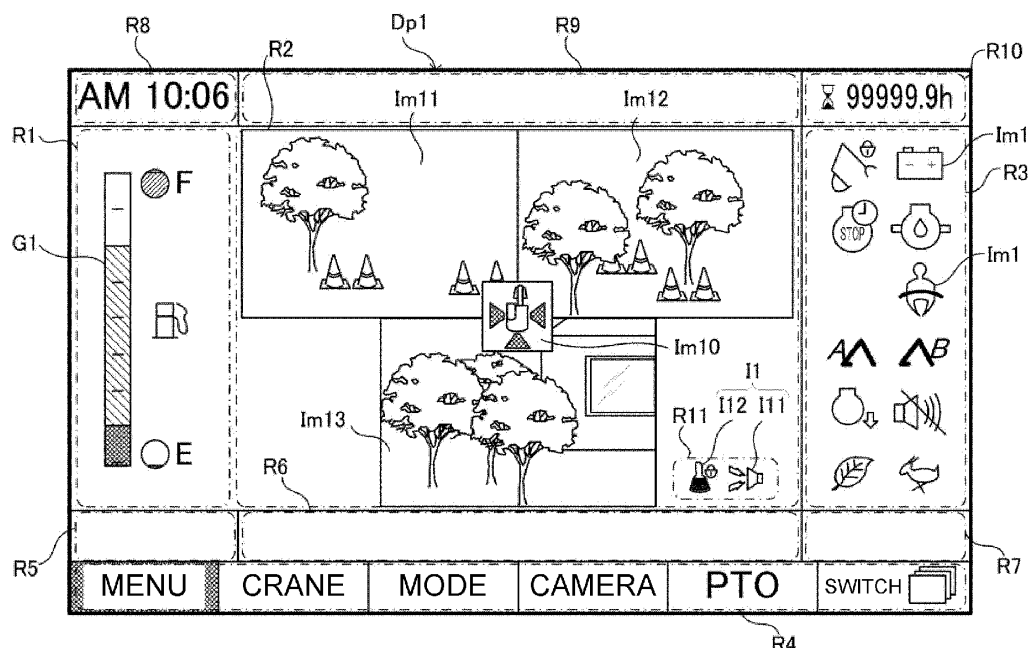 R8
Dp1
R9
R2
R10
AM 10:06
Im11
Im12
99999.9h
R1
Im1
R3
F
STOP
G1
Im1
Im10
A
B
I1
I12
I11
R11
Im13
E
R6
R5
R7
MENU
CRANE
MODE
CAMERA
PTO
SWITCH
R4